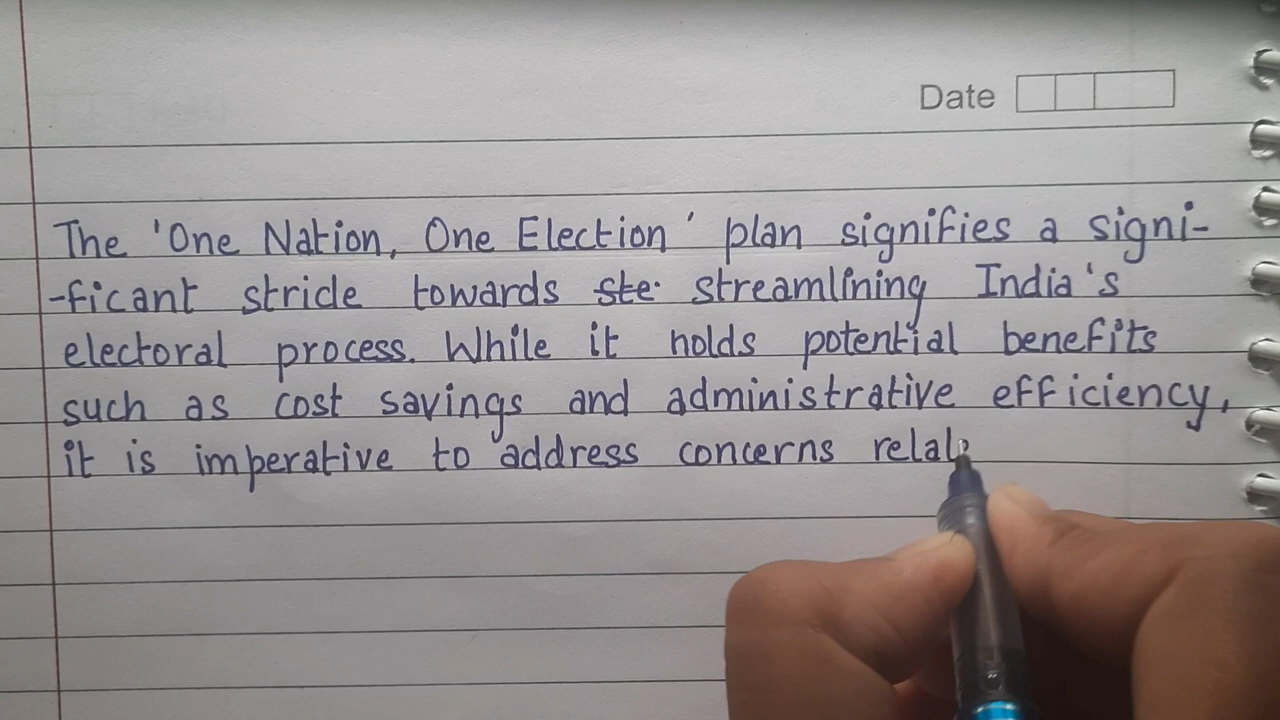 Date
The 'One Nation, One Election' plan signifies a signi-
-ficant stride towards ste streamlining India's
electoral process. While it holds potential benefits
such as cost savings and administrative efficiency,
it is imperative to address concerns